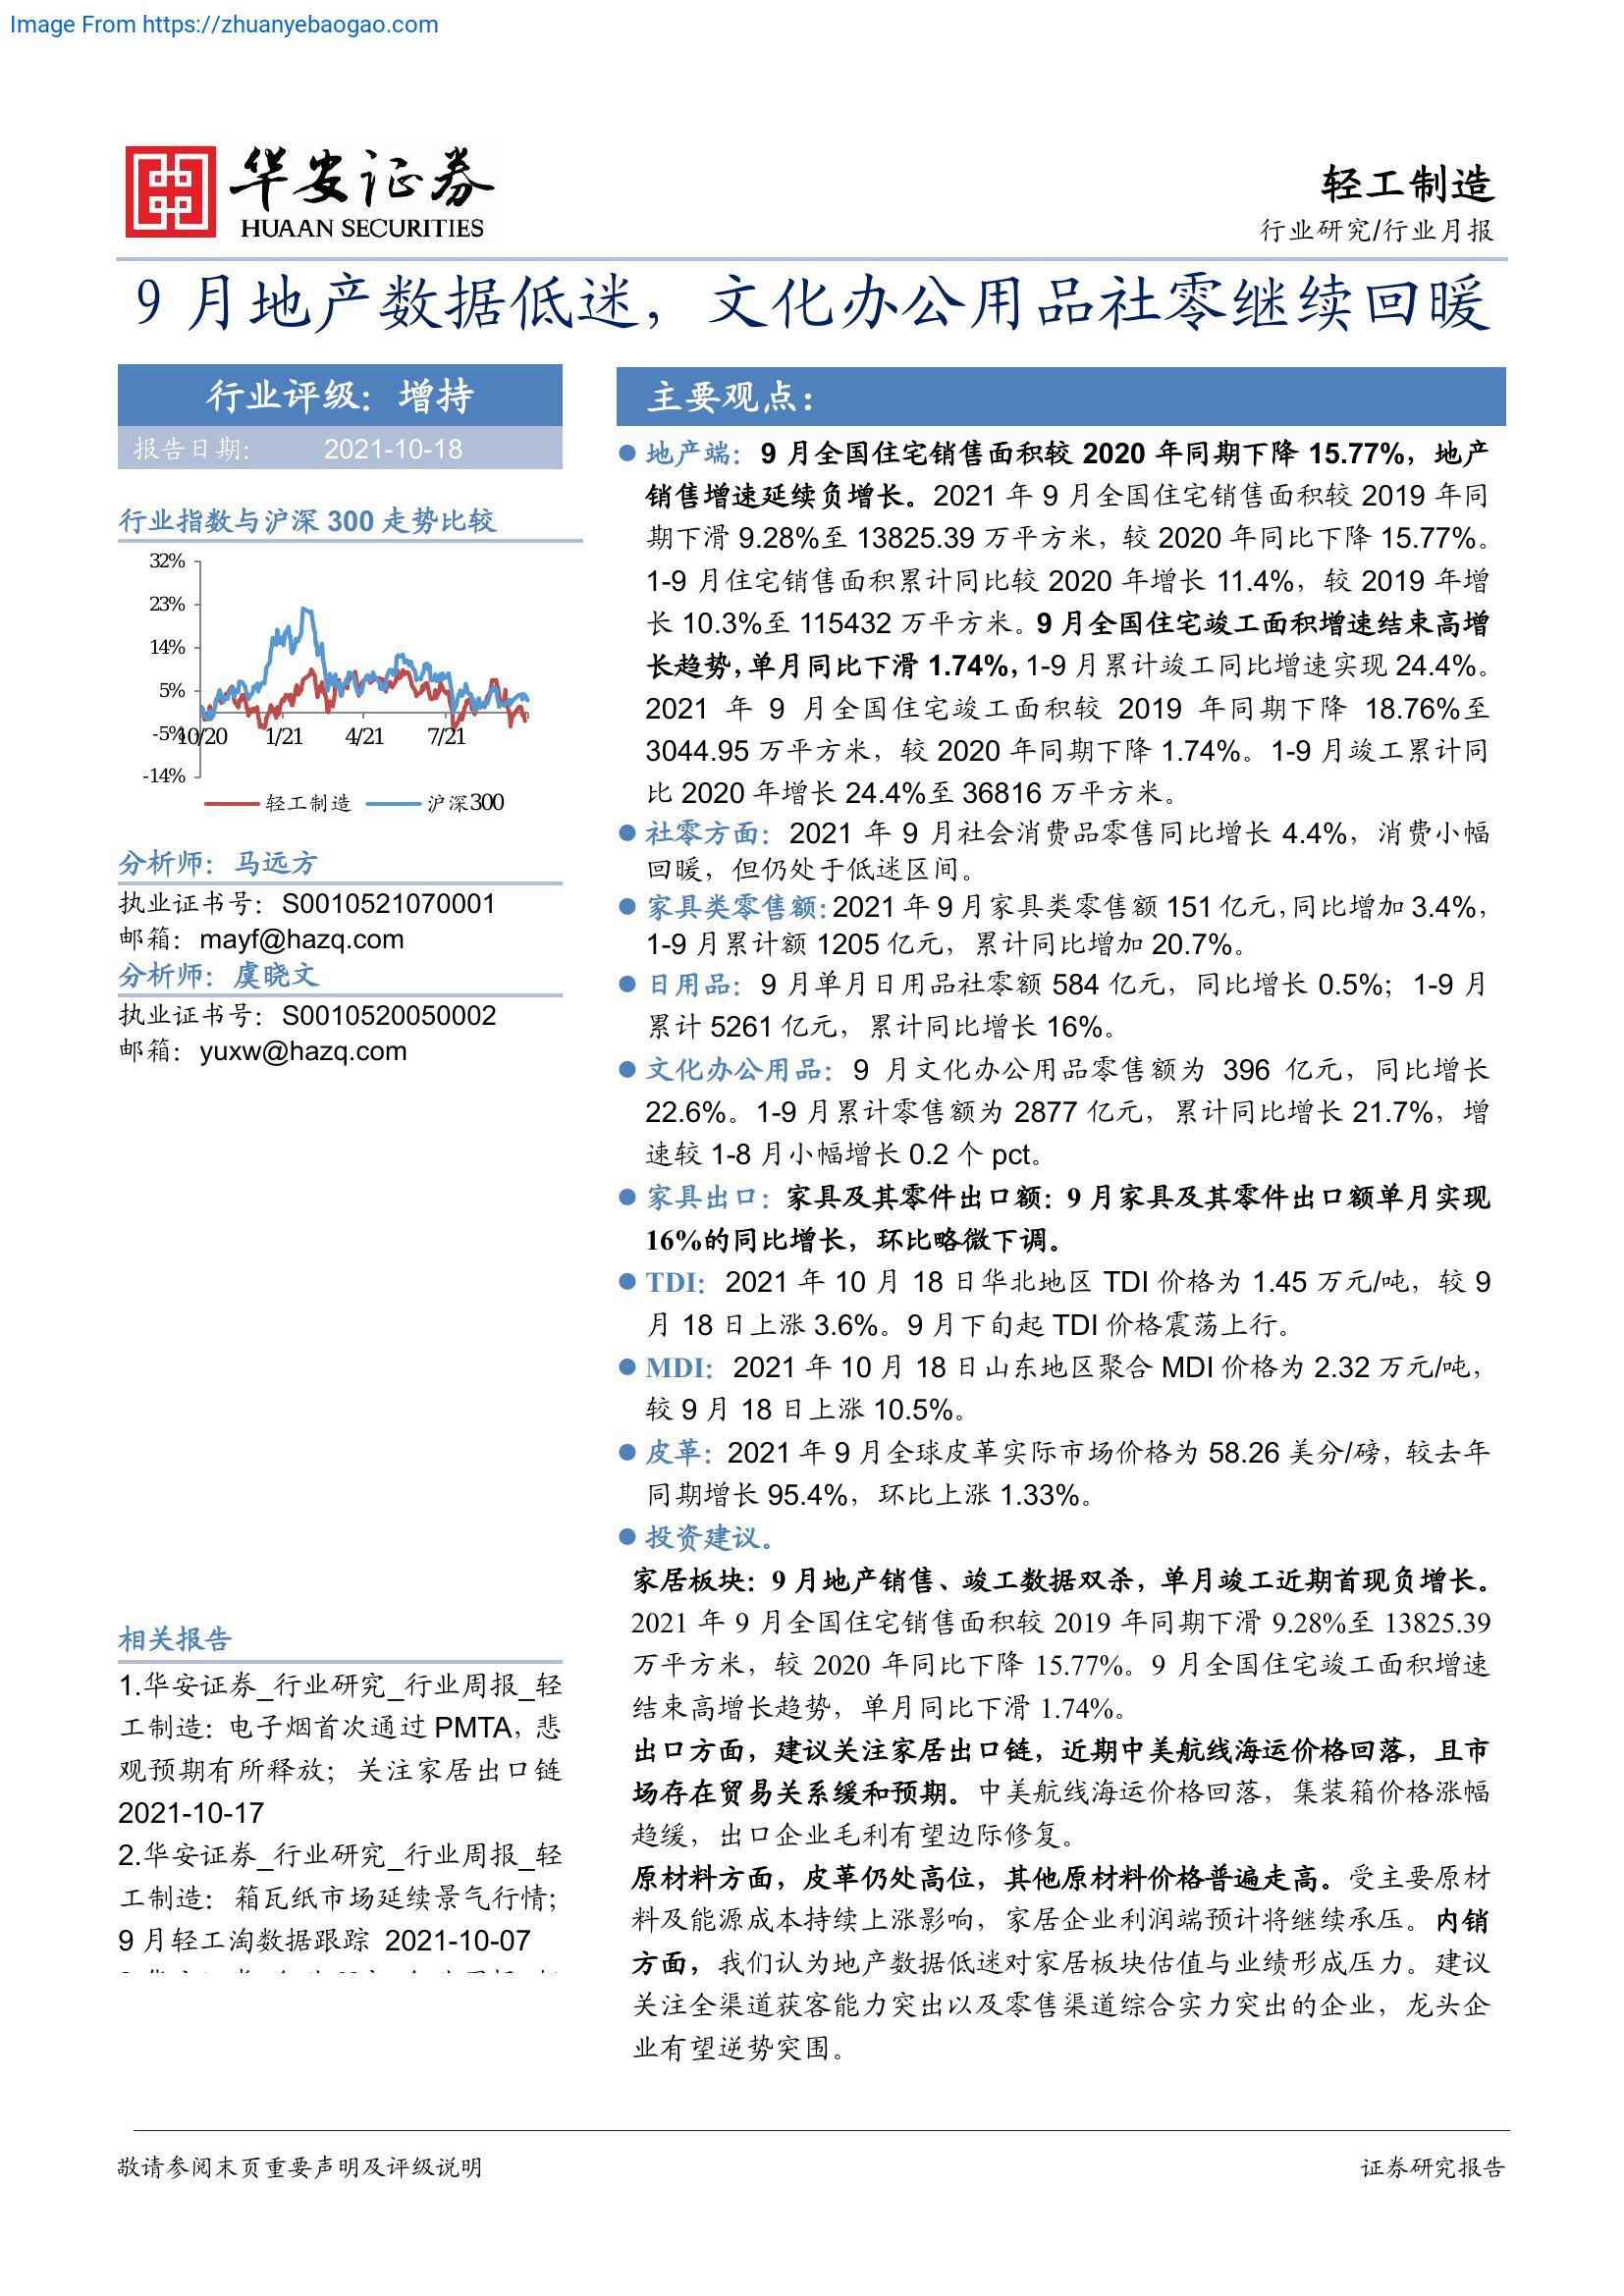 Image From https://zhuanyebaogao.com
华安证券
HUAAN SECURITIES
轻工制造
行业研究/行业月报
9 月地产数据低迷，文化办公用品社零继续回暖
行业评级：增持
报告日期： 2021-10-18
行业指数与沪深 300 走势比较
32%
23%
14%
5%
-5%
-14%
10/20 1/21 4/21 7/21
轻工制造 沪深300
分析师：马远方
执业证书号：S0010521070001
邮箱：mayf@hazq.com
分析师：虞晓文
执业证书号：S0010520050002
邮箱：yuxw@hazq.com
相关报告
1.华安证券_行业研究_行业周报_轻
工制造：电子烟首次通过 PMTA，悲
观预期有所释放；关注家居出口链
2021-10-17
2.华安证券_行业研究_行业周报_轻
工制造：箱瓦纸市场延续景气行情；
9 月轻工淘数据跟踪 2021-10-07
主要观点：
● 地产端：9 月全国住宅销售面积较 2020 年同期下降 15.77%，地产
销售增速延续负增长。2021 年 9 月全国住宅销售面积较 2019 年同
期下滑 9.28%至 13825.39 万平方米，较 2020 年同比下降 15.77%。
1-9 月住宅销售面积累计同比较 2020 年增长 11.4%，较 2019 年增
长 10.3%至 115432 万平方米。9 月全国住宅竣工面积增速结束高增
长趋势，单月同比下滑 1.74%，1-9 月累计竣工同比增速实现 24.4%。
2021 年 9 月全国住宅竣工面积较 2019 年同期下降 18.76%至
3044.95 万平方米，较 2020 年同期下降 1.74%。1-9 月竣工累计同
比 2020 年增长 24.4%至 36816 万平方米。
● 社零方面：2021 年 9 月社会消费品零售同比增长 4.4%，消费小幅
回暖，但仍处于低迷区间。
● 家具类零售额：2021 年 9 月家具类零售额 151 亿元，同比增加 3.4%，
1-9 月累计额 1205 亿元，累计同比增加 20.7%。
● 日用品：9 月单月日用品社零额 584 亿元，同比增长 0.5%；1-9 月
累计 5261 亿元，累计同比增长 16%。
● 文化办公用品：9 月文化办公用品零售额为 396 亿元，同比增长
22.6%。1-9 月累计零售额为 2877 亿元，累计同比增长 21.7%，增
速较 1-8 月小幅增长 0.2 个 pct。
● 家具出口：家具及其零件出口额：9 月家具及其零件出口额单月实现
16%的同比增长，环比略微下调。
● TDI：2021 年 10 月 18 日华北地区 TDI 价格为 1.45 万元/吨，较 9
月 18 日上涨 3.6%。9 月下旬起 TDI 价格震荡上行。
● MDI：2021 年 10 月 18 日山东地区聚合 MDI 价格为 2.32 万元/吨，
较 9 月 18 日上涨 10.5%。
● 皮革：2021 年 9 月全球皮革实际市场价格为 58.26 美分/磅，较去年
同期增长 95.4%，环比上涨 1.33%。
● 投资建议。
家居板块：9 月地产销售、竣工数据双杀，单月竣工近期首现负增长。
2021 年 9 月全国住宅销售面积较 2019 年同期下滑 9.28%至 13825.39
万平方米，较 2020 年同比下降 15.77%。9 月全国住宅竣工面积增速
结束高增长趋势，单月同比下滑 1.74%。
出口方面，建议关注家居出口链，近期中美航线海运价格回落，且市
场存在贸易关系缓和预期。中美航线海运价格回落，集装箱价格涨幅
趋缓，出口企业毛利有望边际修复。
原材料方面，皮革仍处高位，其他原材料价格普遍走高。受主要原材
料及能源成本持续上涨影响，家居企业利润端预计将继续承压。内销
方面，我们认为地产数据低迷对家居板块估值与业绩形成压力。建议
关注全渠道获客能力突出以及零售渠道综合实力突出的企业，龙头企
业有望逆势突围。
敬请参阅末页重要声明及评级说明 证券研究报告